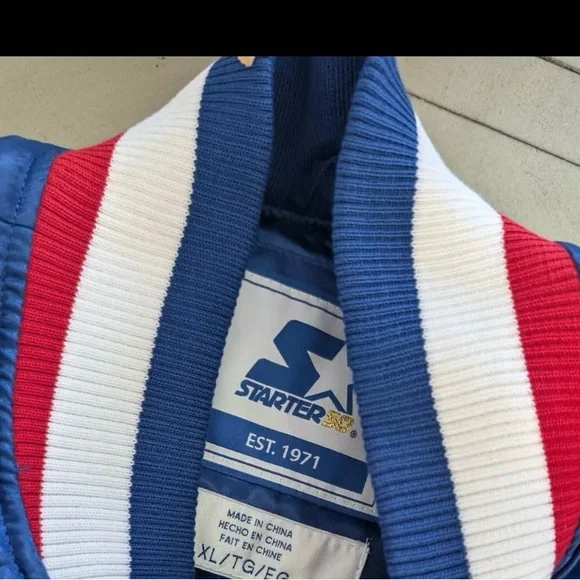 STARTER
EST. 1971
MADE IN CHINA
HECHO EN CHINA
FAIT EN CHINE
XL/TG/EG